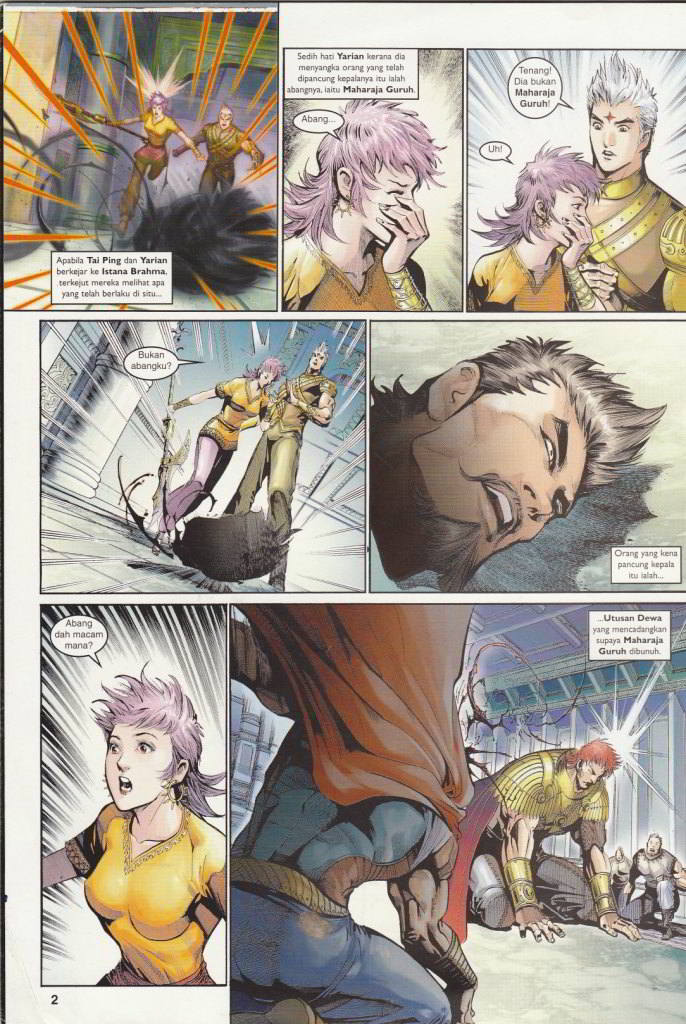 Apabila Tai Ping dan Yarian
berkejar ke Istana Brahma,
terkejut mereka melihat apa
yang telah berlaku di situ...
Sedih hati Yarian kerana dia
menyangka orang yang telah
dipancung kepalanya itu ialah
abangnya, iaitu Maharaja Guruh.
Abang...
Tenang!
Dia bukan
Maharaja
Guruh!
Uh!
Bukan
abangku?
Orang yang kena
pancung kepala
itu ialah...
Abang
dah macam
mana?
...Utusan Dewa
yang mencadangkan
supaya Maharaja
Guruh dibunuh.
2